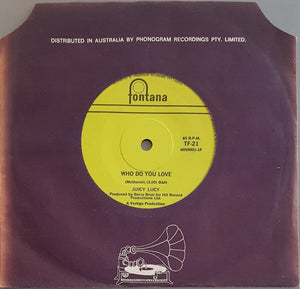 DISTRIBUTED IN AUSTRALIA BY PHONOGRAM RECORDINGS PTY. LIMITED.
fontana
45 R.P.M.
TF-21
WHO DO YOU LOVE
(McDaniel) (3.00) B&H
JUICY LUCY
Produced by Gerry Bron for Hit Record
Productions Ltd.
A Vertigo Production